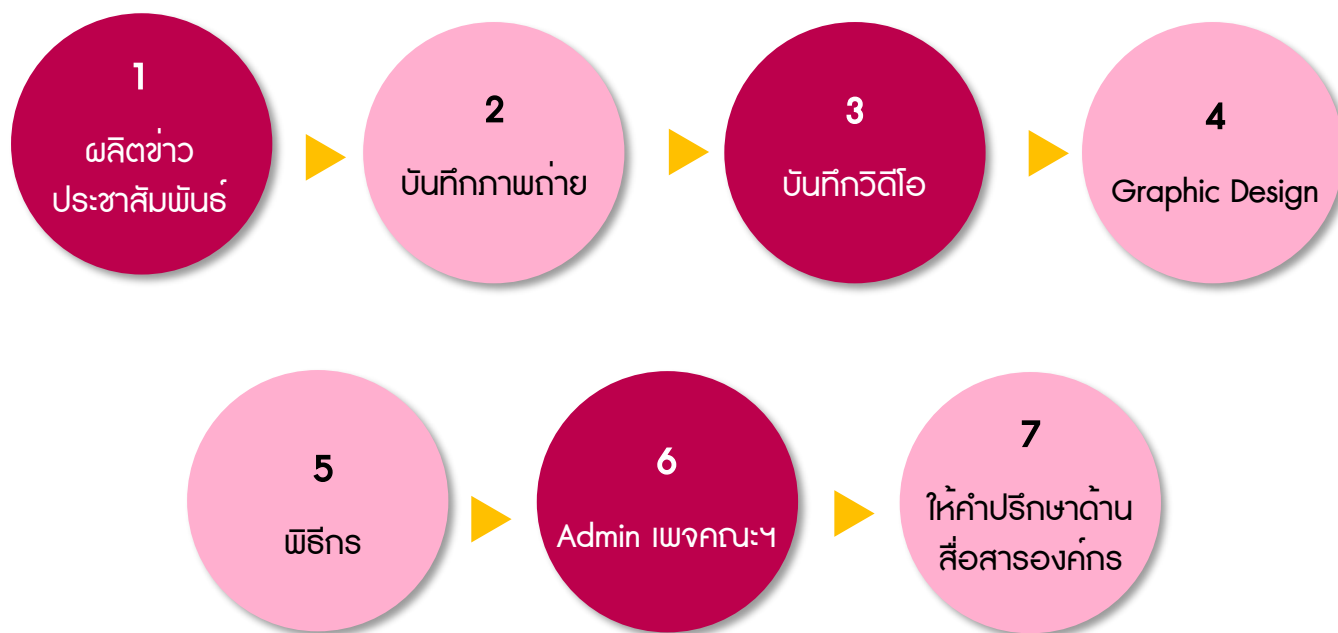 1
ผลิตข่าว
ประชาสัมพันธ์
2
บันทึกภาพถ่าย
3
บันทึกวิดีโอ
4
Graphic Design
5
พิธีกร
6
Admin เพจคณะฯ
7
ให้คำปรึกษาด้าน
สื่อสารองค์กร